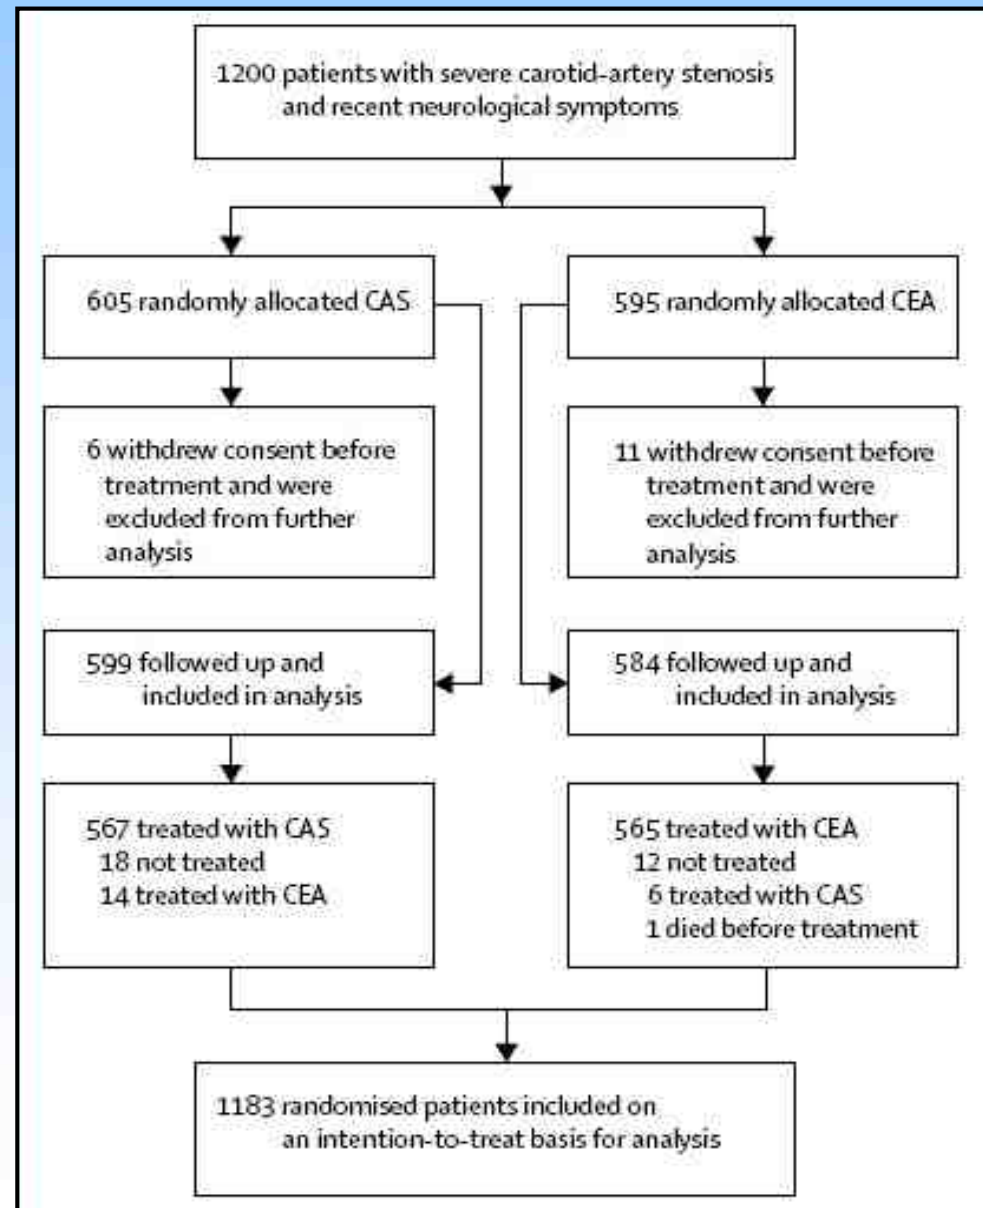 1200 patients with severe carotid-artery stenosis
and recent neurological symptoms
605 randomly allocated CAS
595 randomly allocated CEA
6 withdrew consent before
treatment and were
excluded from further
analysis
11 withdrew consent before
treatment and were
excluded from further
analysis
599 followed up and
included in analysis
584 followed up and
included in analysis
567 treated with CAS
18 not treated
14 treated with CEA
565 treated with CEA
12 not treated
6 treated with CAS
1 died before treatment
1183 randomised patients included on
an intention-to-treat basis for analysis